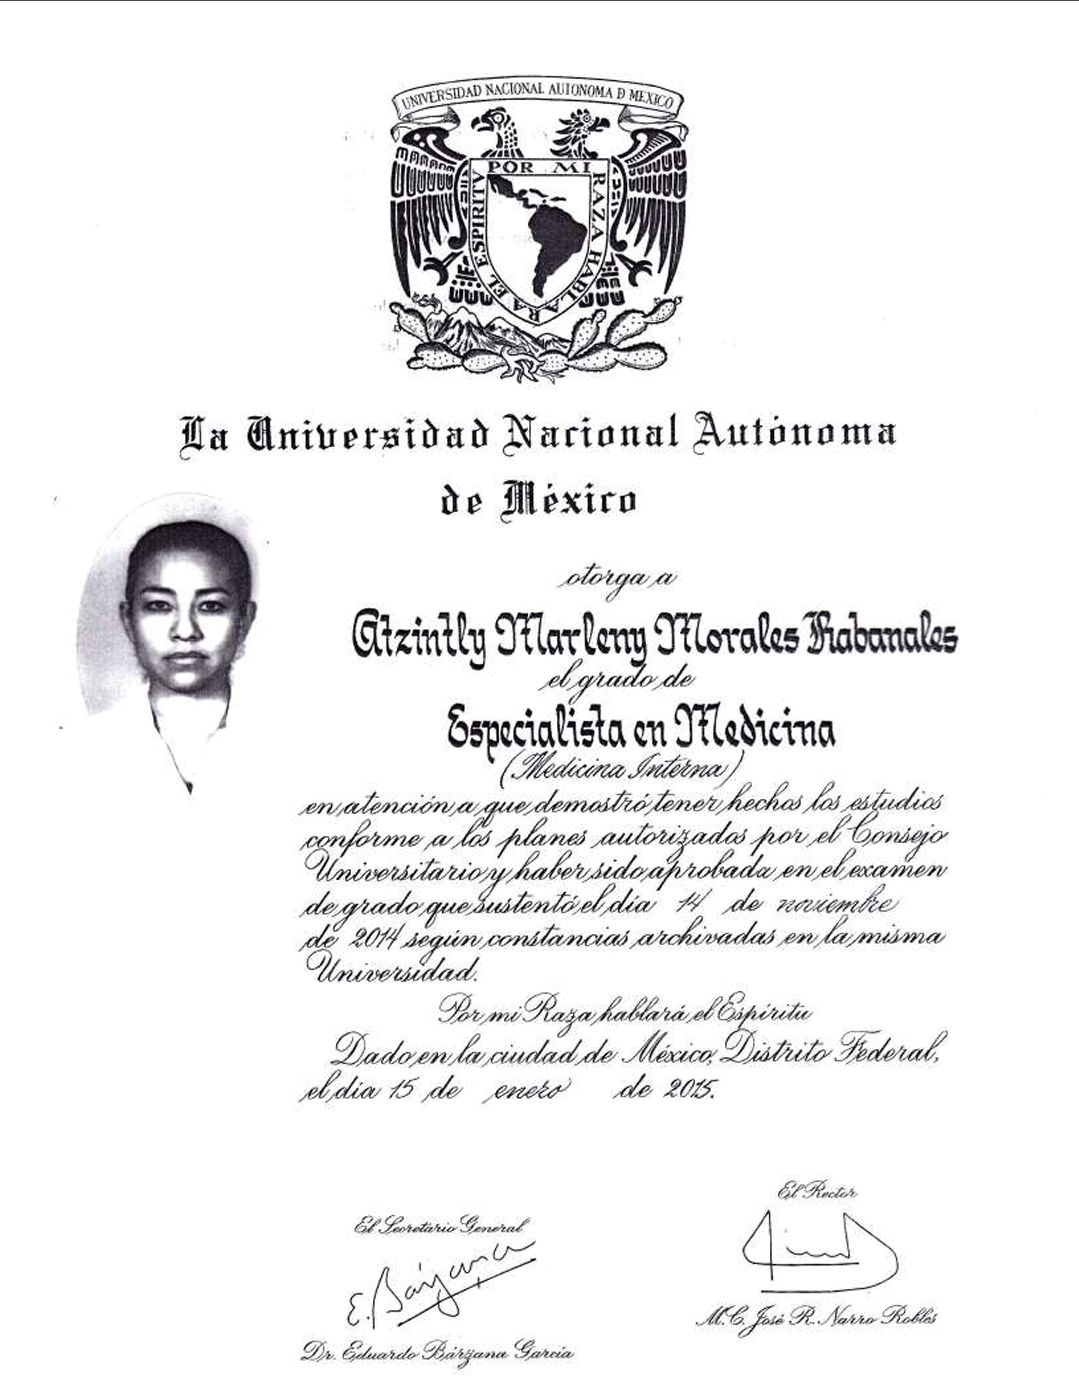 UNIVERSIDAD NACIONAL AUTONOMA D MEXICO
POR MI RAZA HABLARA EL ESPIRITU
La Universidad Nacional Autónoma
de México
otorga a
Atzintly Marleny Morales Rabanales
el grado de
Especialista en Medicina
(Medicina Interna)
en atención a que demostró tener hechos los estudios
conforme a los planes autorizados por el Consejo
Universitario y haber sido aprobada en el examen
de grado que sustentó el día 14 de noviembre
de 2014 según constancias archivadas en la misma
Universidad.
Por mi Raza hablará el Espíritu
Dado en la ciudad de México, Distrito Federal,
el día 15 de enero de 2015.
El Rector
El Secretario General
E. Bárzana
M.C. José R. Narro Robles
Dr. Eduardo Bárzana García